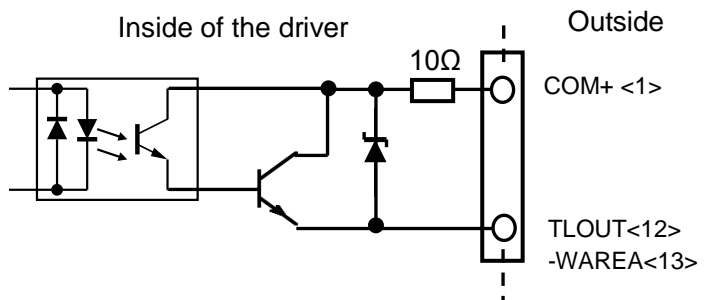 Inside of the driver
Outside
10Ω
COM+ <1>
TLOUT<12>
-WAREA<13>